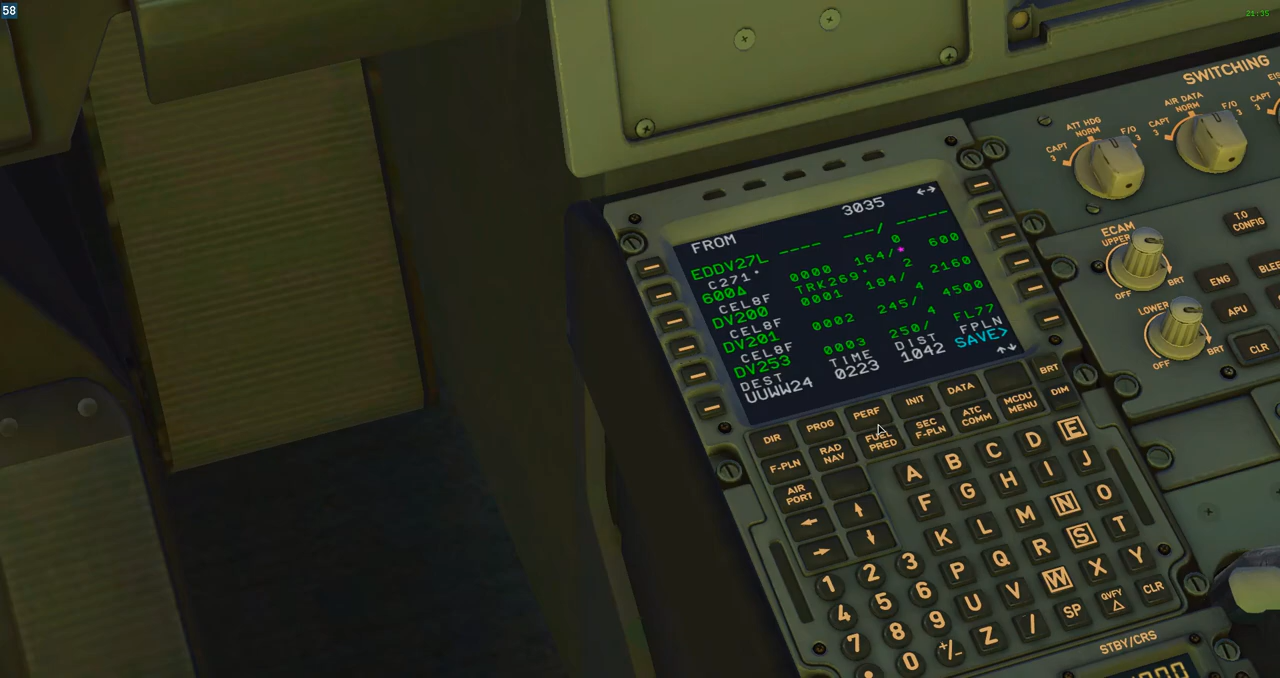 58
21:35
SWITCHING
ATT HDG
NORM
CAPT
3
F/O
3
AIR DATA
NORM
CAPT
3
F/O
3
CAPT
3
ECAM
UPPER
OFF
BRT
LOWER
OFF
BRT
T.O
CONFIG
ENG
APU
CLR
3035 ↔
FROM
EDDV27L ---- ---/ -----
C271° 0
600∆ 0000 164/* 600
CEL8F TRK269° 2
DV200 0001 184/ 2160
CEL8F 4
DV201 0002 245/ 4500
CEL8F 4
DV253 0003 250/ FL77
DEST TIME DIST FPLN
UUWW24 0223 1042 SAVE>
↑↓
DIR PROG PERF INIT DATA BRT
F-PLN RAD NAV FUEL PRED SEC F-PLN ATC COMM MCDU MENU DIM
AIR PORT
← ↑
→ ↓
A B C D E
F G H I J
K L M N O
P Q R S T
U V W X Y
Z / SP OVFY ∆ CLR
1 2 3
4 5 6
7 8 9
. 0 +/-
STBY/CRS